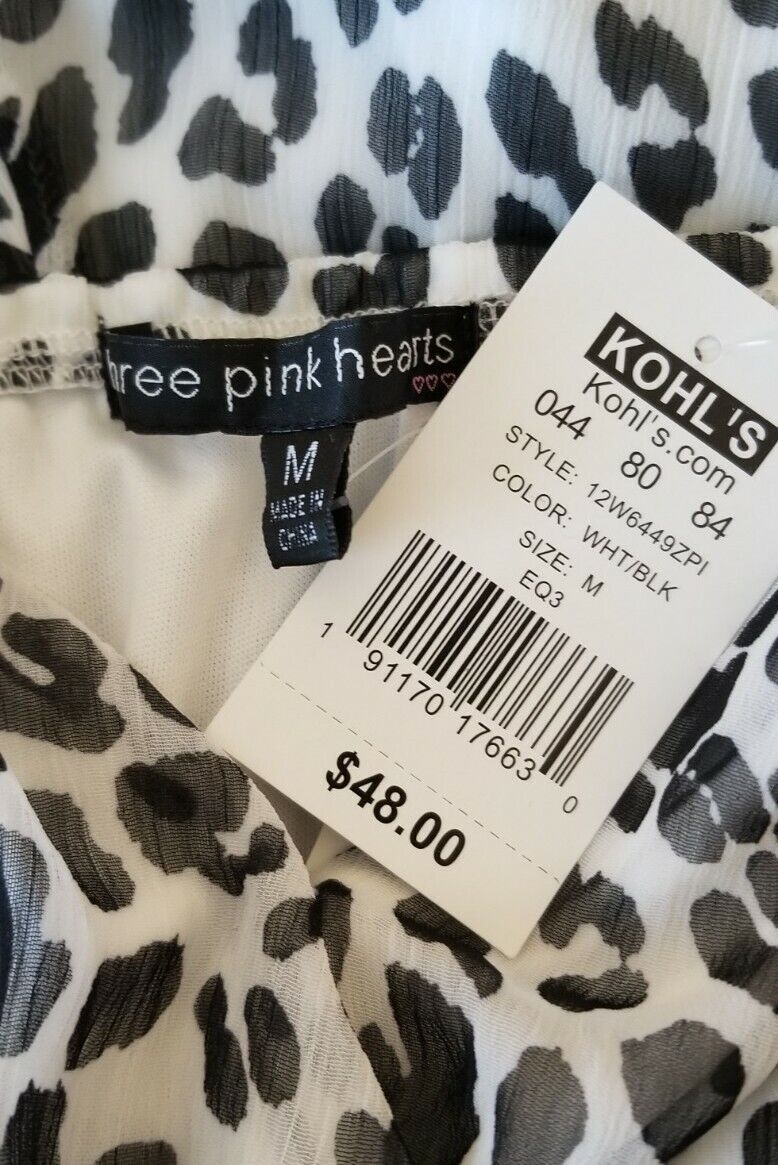 hree pink hearts
M
MADE IN
CHINA
KOHL'S
Kohl's.com
044 80 84
STYLE: 12W6449ZPI
COLOR: WHT/BLK
SIZE: M
EQ3
1 91170 17663 0
$48.00